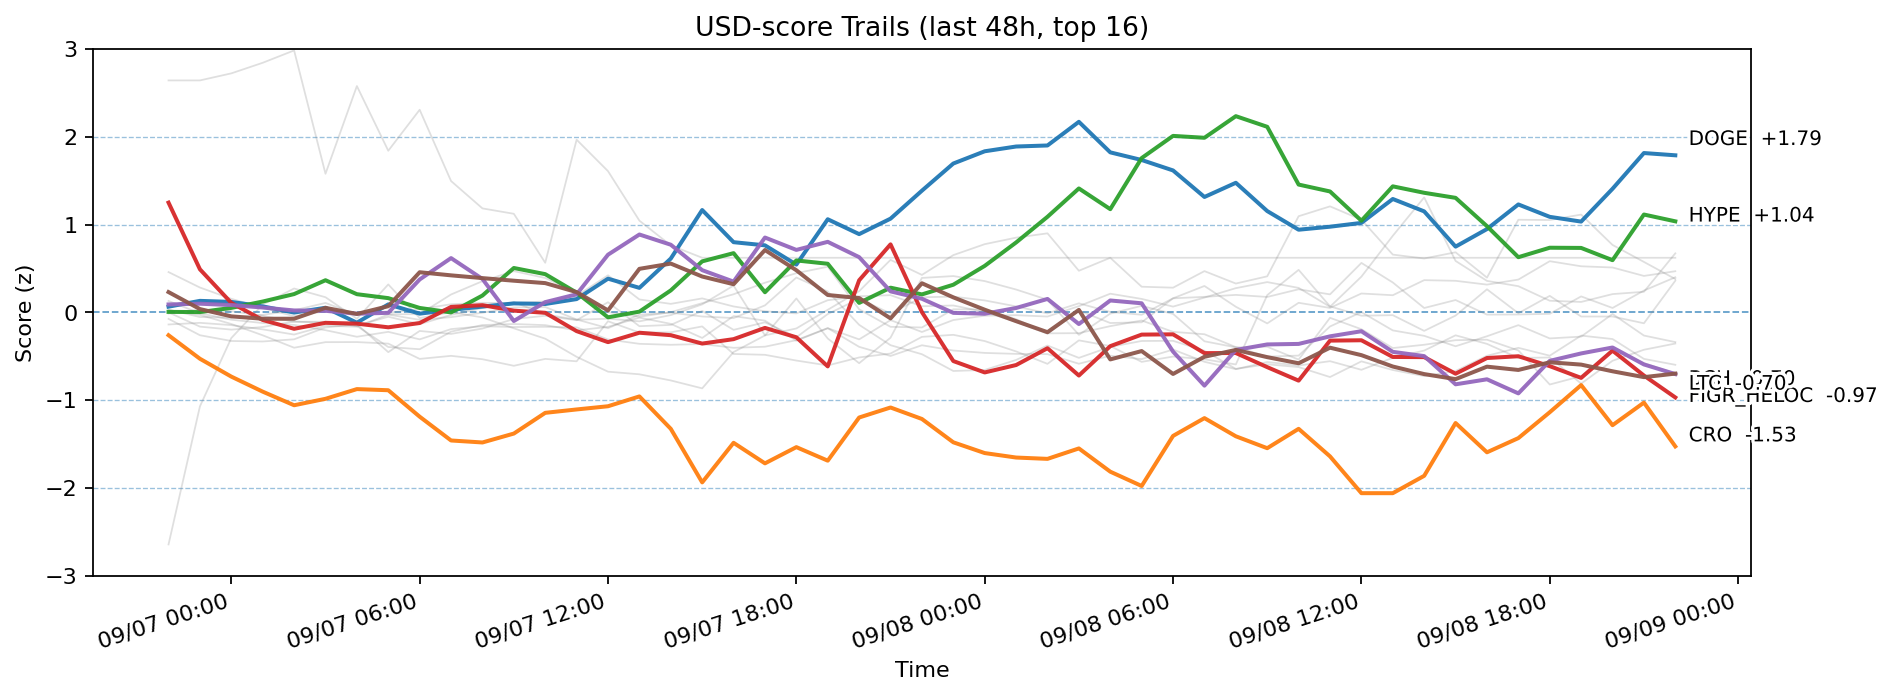 USD-score Trails (last 48h, top 16)
Score (z)
3
2
1
0
−1
−2
−3
DOGE +1.79
HYPE +1.04
LTC -0.70
FIGR_HELOC -0.97
CRO -1.53
09/07 00:00
09/07 06:00
09/07 12:00
09/07 18:00
09/08 00:00
09/08 06:00
09/08 12:00
09/08 18:00
09/09 00:00
Time